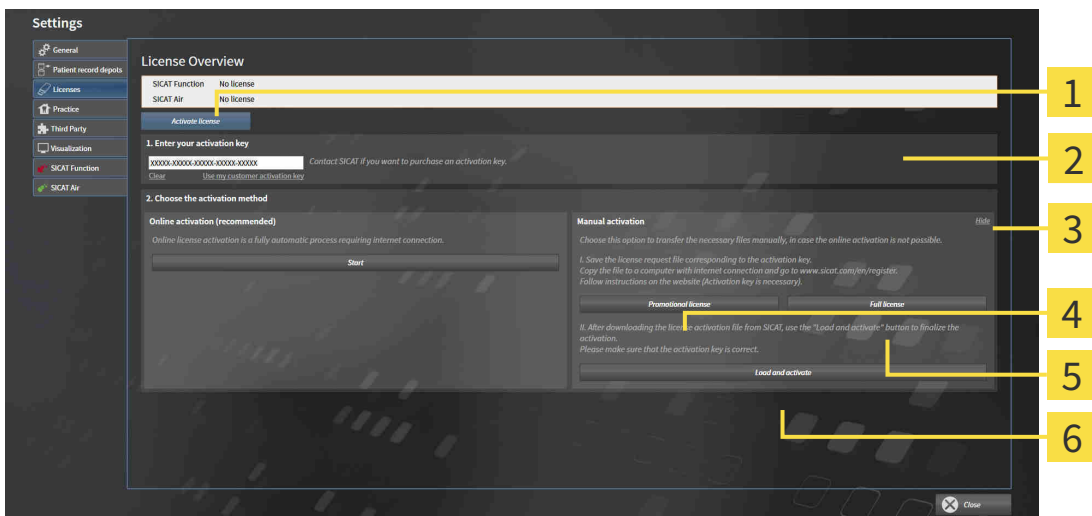 Settings
General
Patient record depots
Licenses
Practice
Third Party
Visualization
SICAT Function
SICAT Air
License Overview
SICAT Function No license
SICAT Air No license
Activate license
1. Enter your activation key
XXXXX-XXXXX-XXXXX-XXXXX-XXXXX Contact SICAT if you want to purchase an activation key.
Clear Use my customer activation key
2. Choose the activation method
Online activation (recommended)
Online license activation is a fully automatic process requiring internet connection.
Start
Manual activation Hide
Choose this option to transfer the necessary files manually, in case the online activation is not possible.
I. Save the license request file corresponding to the activation key.
Copy the file to a computer with internet connection and go to www.sicat.com/en/register.
Follow instructions on the website (Activation key is necessary).
Promotional license Full license
II. After downloading the license activation file from SICAT, use the "Load and activate" button to finalize the
activation.
Please make sure that the activation key is correct.
Load and activate
Close
1
2
3
4
5
6